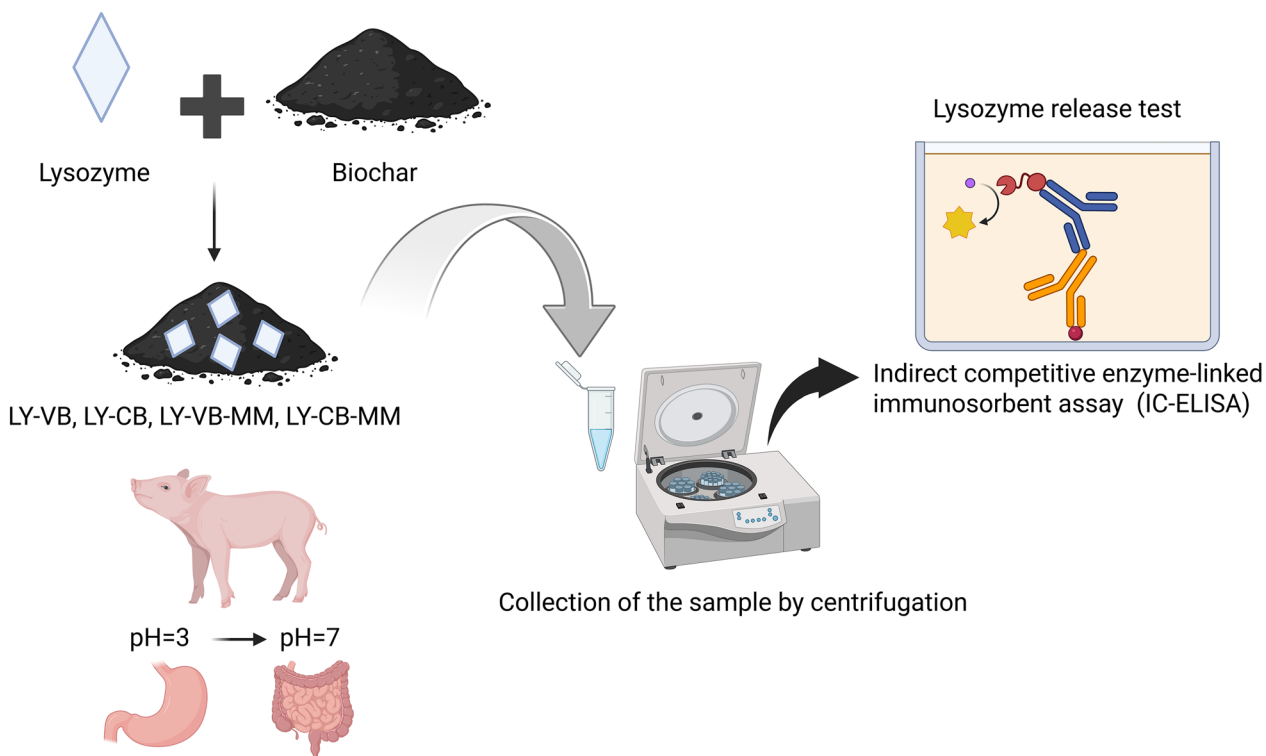 Lysozyme
Biochar
LY-VB, LY-CB, LY-VB-MM, LY-CB-MM
pH=3
pH=7
Collection of the sample by centrifugation
Lysozyme release test
Indirect competitive enzyme-linked
immunosorbent assay (IC-ELISA)